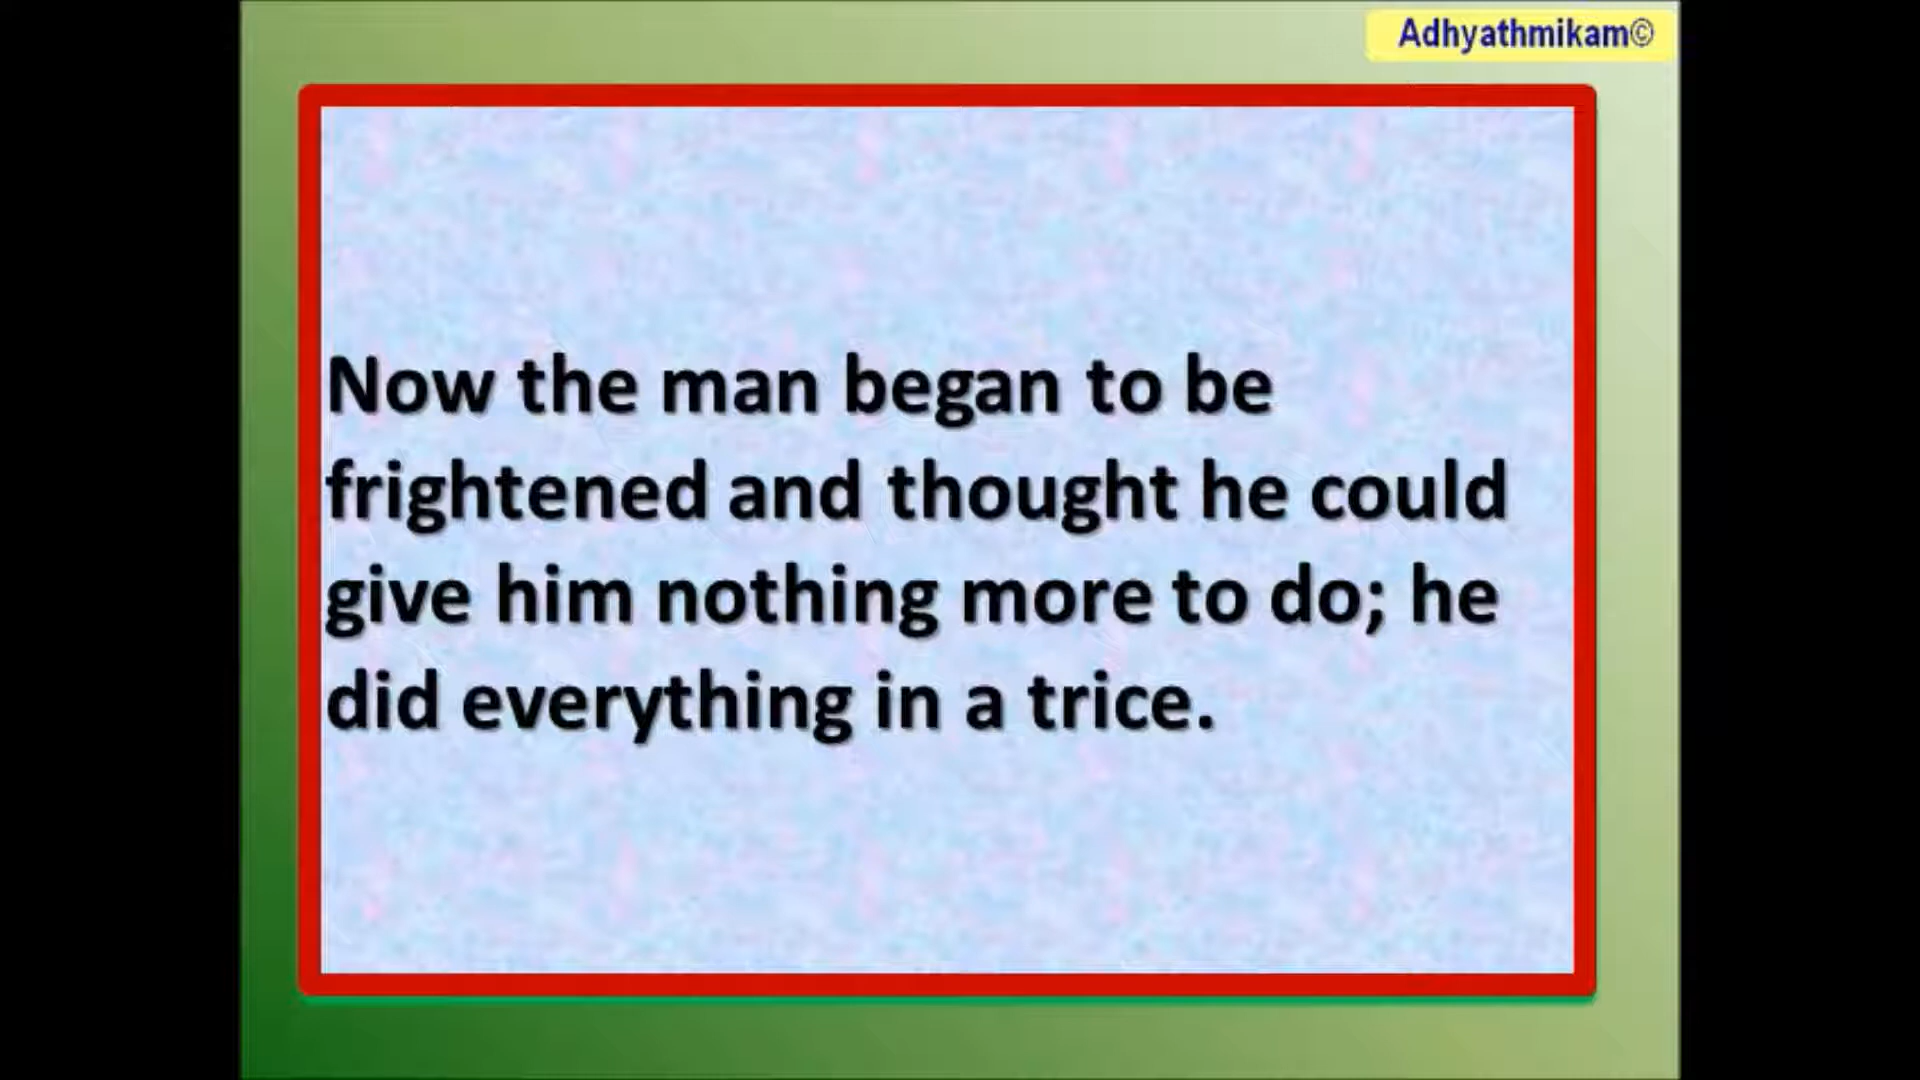 Adhyathmikam©
Now the man began to be
frightened and thought he could
give him nothing more to do; he
did everything in a trice.